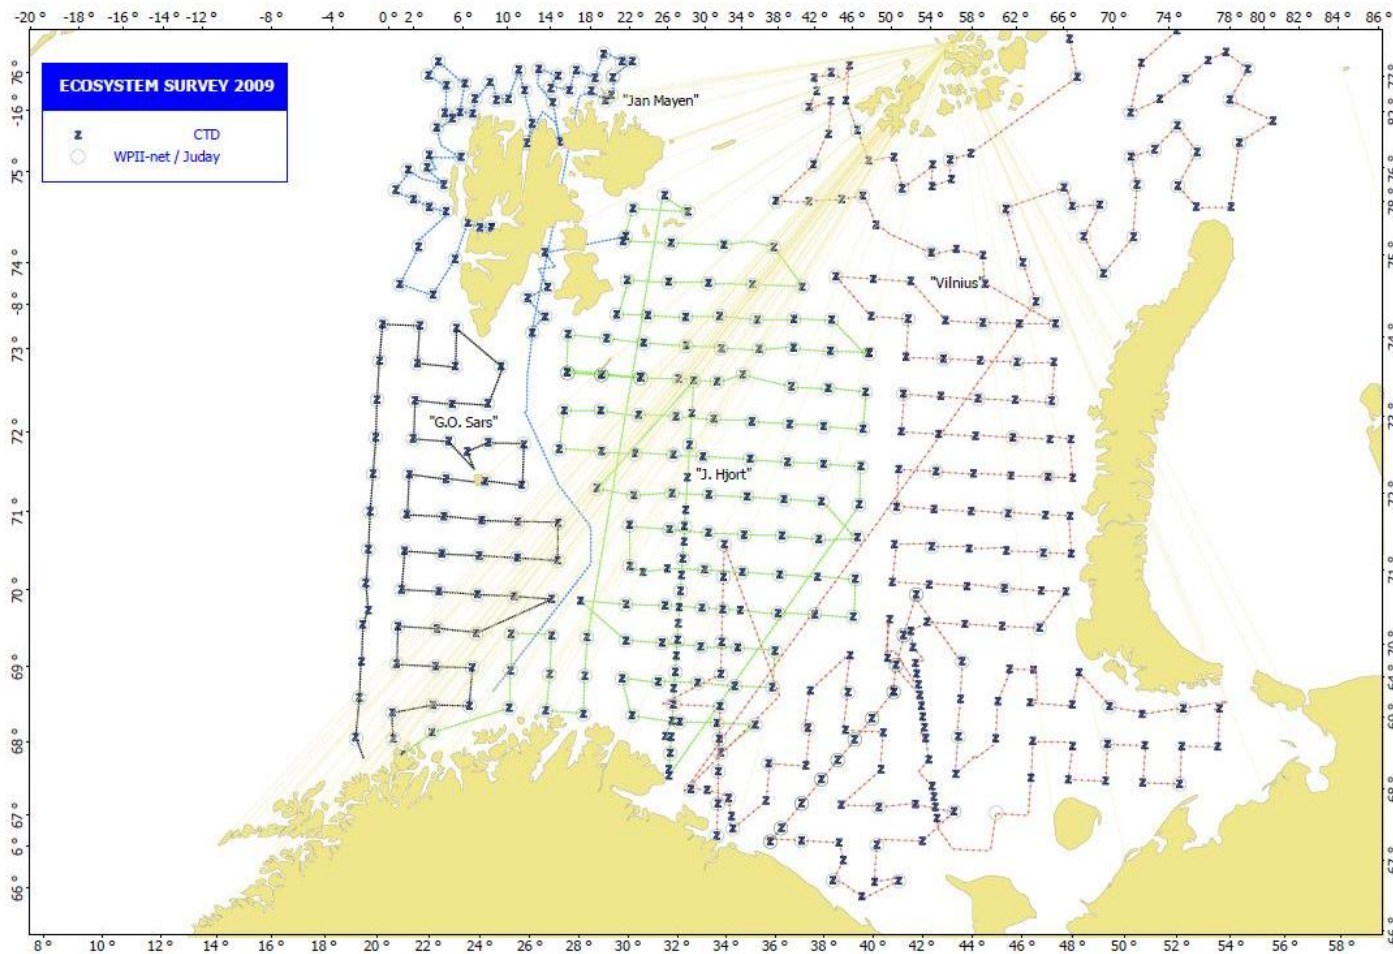 -20 ° -16 ° -12 ° -8 ° -4 ° 0 ° 2 ° 6 ° 10 ° 14 ° 18 ° 22 ° 26 ° 30 ° 34 ° 38 ° 42 ° 46 ° 50 ° 54 ° 58 ° 62 ° 66 ° 70 ° 74 ° 78 ° 82 ° 84 ° 86 °
76 °
ECOSYSTEM SURVEY 2009
"Jan Mayen"
-16 °
CTD
WPII-net / Juday
75 °
74 °
"Vilnius"
-8 °
73 °
72 °
"G.O. Sars"
"J. Hjort"
71 °
70 °
69 °
68 °
67 °
66 °
8 ° 10 ° 12 ° 14 ° 16 ° 18 ° 20 ° 22 ° 24 ° 26 ° 28 ° 30 ° 32 ° 34 ° 36 ° 38 ° 40 ° 42 ° 44 ° 46 ° 48 ° 50 ° 52 ° 54 ° 56 ° 58 °